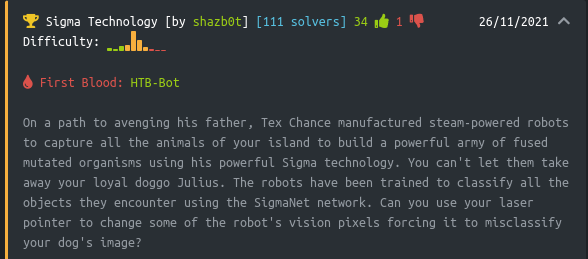 Sigma Technology [by shazb0t] [111 solvers] 34 1 26/11/2021
Difficulty:
First Blood: HTB-Bot
On a path to avenging his father, Tex Chance manufactured steam-powered robots
to capture all the animals of your island to build a powerful army of fused
mutated organisms using his powerful Sigma technology. You can't let them take
away your loyal doggo Julius. The robots have been trained to classify all the
objects they encounter using the SigmaNet network. Can you use your laser
pointer to change some of the robot's vision pixels forcing it to misclassify
your dog's image?